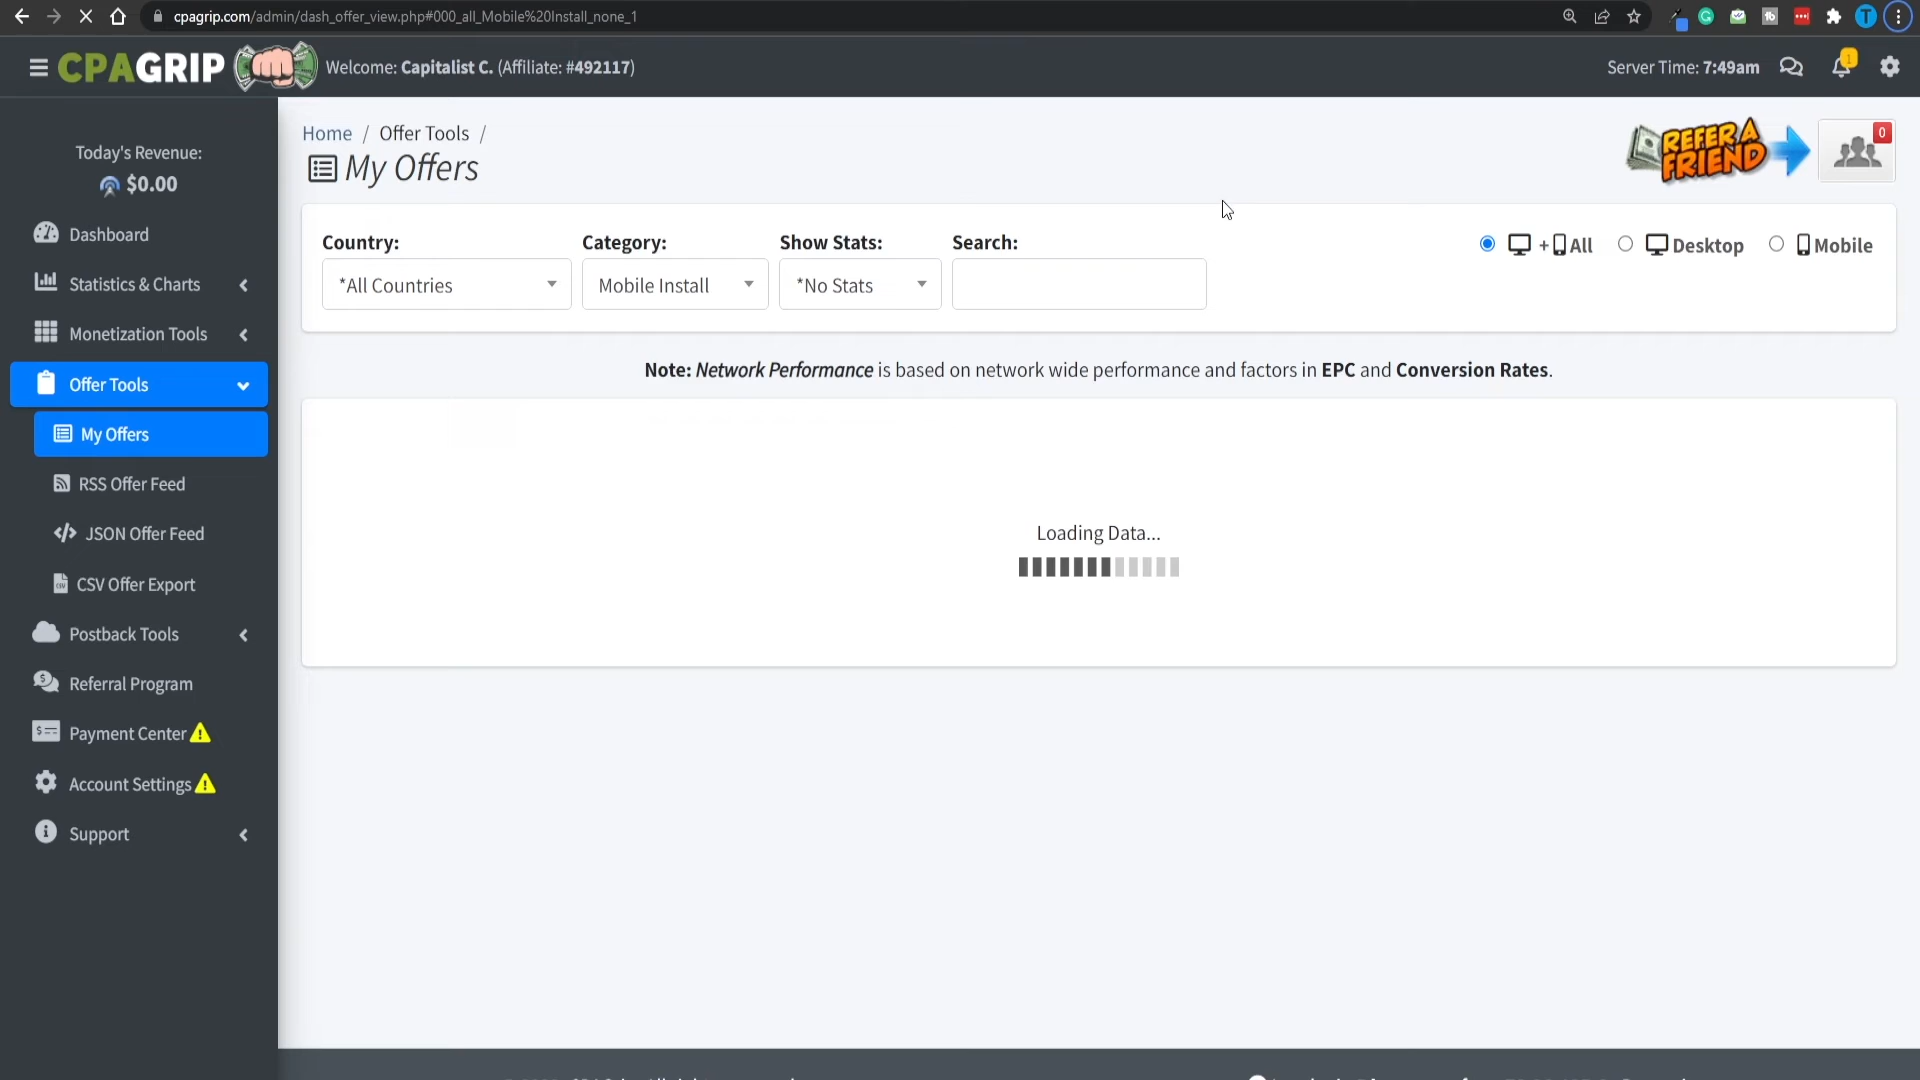 cpagrip.com/admin/dash_offer_view.php#000_all_Mobile%20Install_none_1
CPAGRIP
Welcome: Capitalist C. (Affiliate: #492117)
Server Time: 7:49am
1
Today's Revenue:
$0.00
Dashboard
Statistics & Charts
Monetization Tools
Offer Tools
My Offers
RSS Offer Feed
JSON Offer Feed
CSV Offer Export
Postback Tools
Referral Program
Payment Center
Account Settings
Support
Home / Offer Tools /
My Offers
REFER A FRIEND
0
Country:
*All Countries
Category:
Mobile Install
Show Stats:
*No Stats
Search:
+ All
Desktop
Mobile
Note: Network Performance is based on network wide performance and factors in EPC and Conversion Rates.
Loading Data...